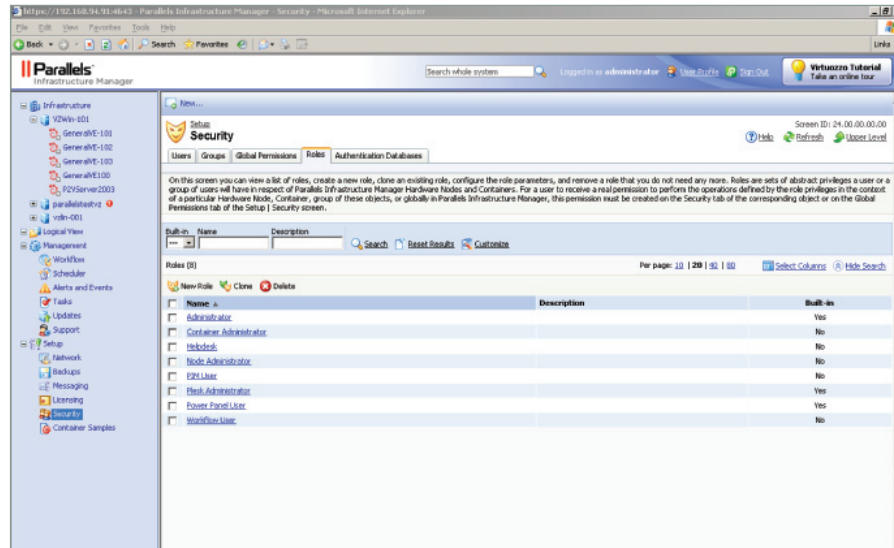 https://192.168.94.91:4643 - Parallels Infrastructure Manager - Security - Microsoft Internet Explorer
File Edit View Favorites Tools Help
Back Search Favorites Links
Parallels
Infrastructure Manager
Search whole system
Logged in as administrator User Profile Sign Out
Virtuozzo Tutorial
Take an online tour
Infrastructure
VZWin-101
GeneralVE-101
GeneralVE-102
GeneralVE-103
GeneralVE100
P2VServer2003
parallelstestvz
vzlin-001
Logical View
Management
Workflow
Scheduler
Alerts and Events
Tasks
Updates
Support
Setup
Network
Backups
Messaging
Licensing
Security
Container Samples
New...
Setup
Security
Screen ID: 24.00.00.00.00
Help Refresh Upper Level
Users Groups Global Permissions Roles Authentication Databases
On this screen you can view a list of roles, create a new role, clone an existing role, configure the role parameters, and remove a role that you do not need any more. Roles are sets of abstract privileges a user or a
group of users will have in respect of Parallels Infrastructure Manager Hardware Nodes and Containers. For a user to receive a real permission to perform the operations defined by the role privileges in the context
of a particular Hardware Node, Container, group of these objects, or globally in Parallels Infrastructure Manager, this permission must be created on the Security tab of the corresponding object or on the Global
Permissions tab of the Setup | Security screen.
Built-in Name Description
--- Search Reset Results Customize
Roles (8) Per page: 10 | 20 | 40 | 80 Select Columns Hide Search
New Role Clone Delete
Name Description Built-in
Administrator Yes
Container Administrator No
Helpdesk No
Node Administrator No
PIM User No
Plesk Administrator Yes
Power Panel User Yes
Workflow User No